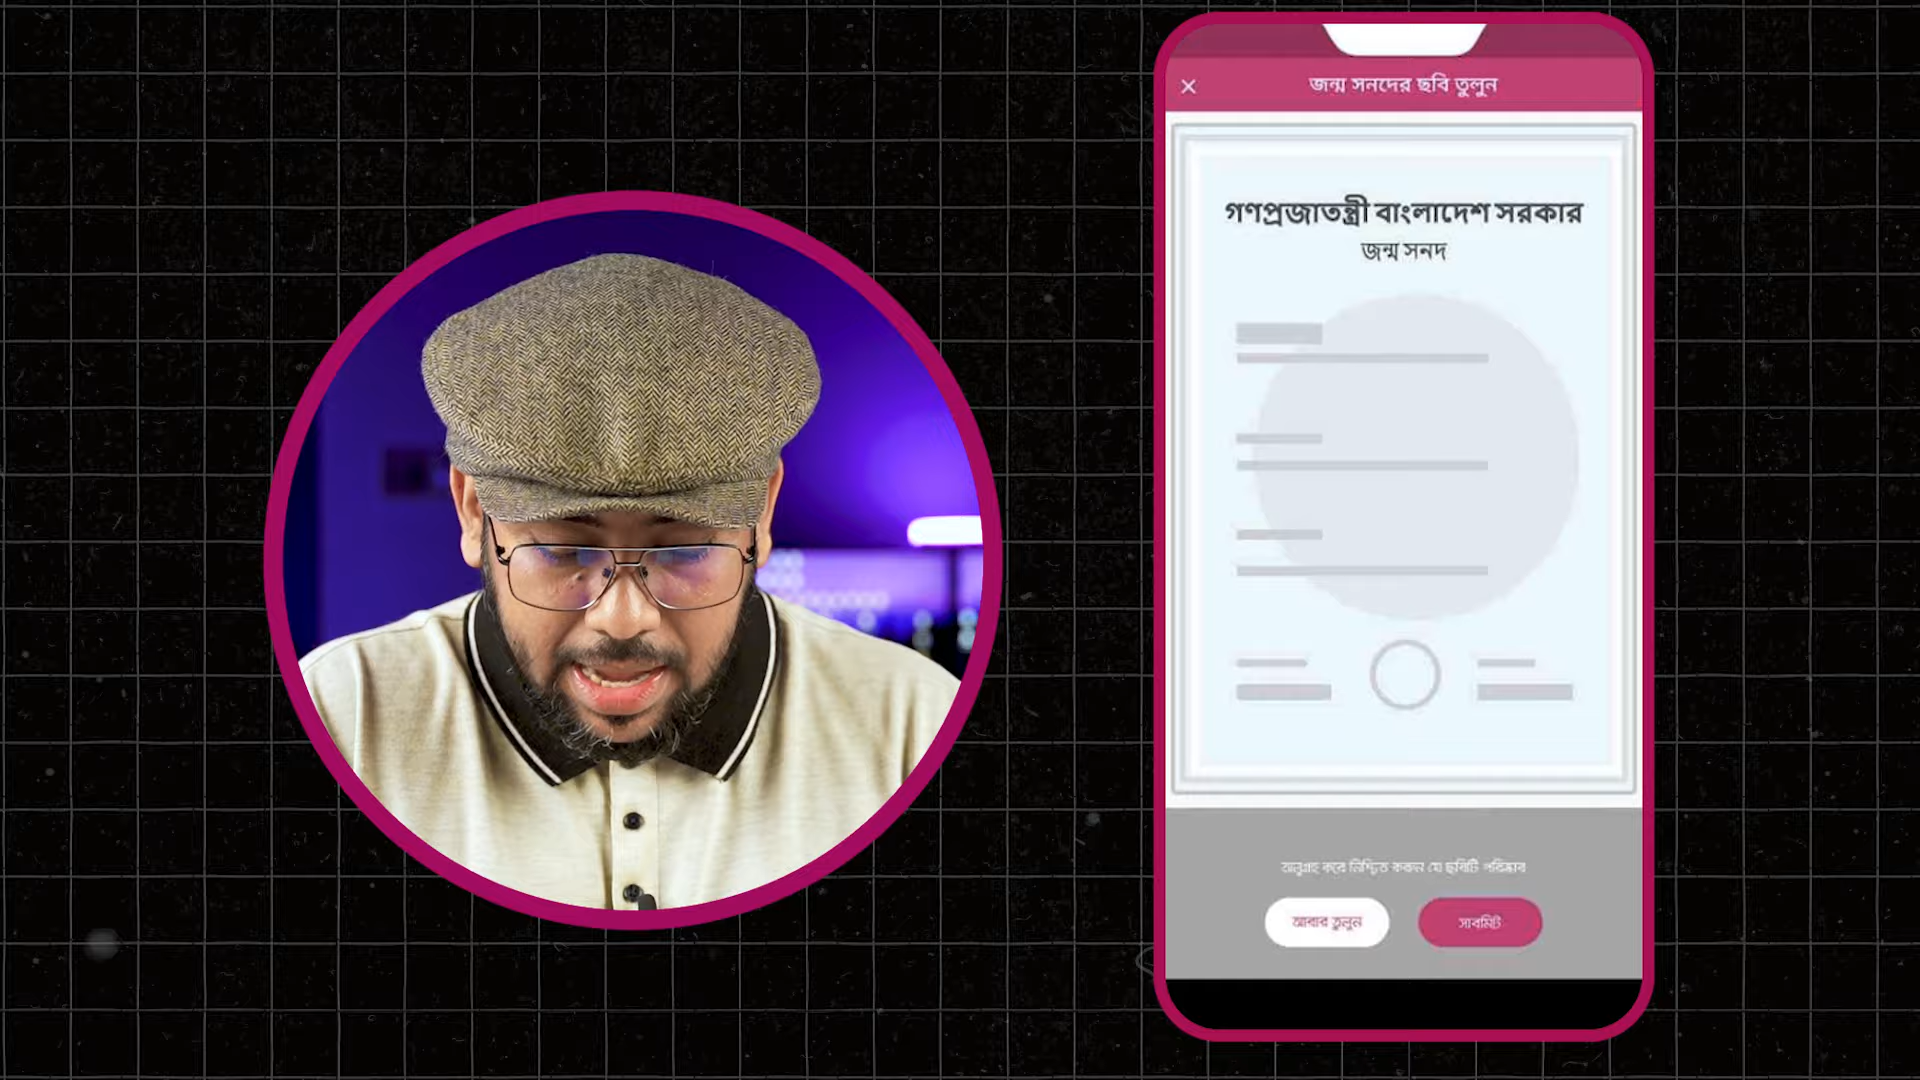 জন্ম সনদের ছবি তুলুন
গণপ্রজাতন্ত্রী বাংলাদেশ সরকার
জন্ম সনদ
অনুগ্রহ করে নিশ্চিত করুন যে ছবিটি পরিষ্কার
আবার তুলুন
সাবমিট